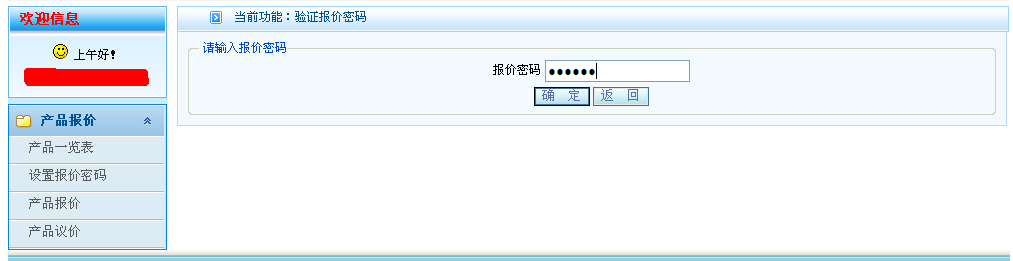 欢迎信息
上午好!
产品报价
产品一览表
设置报价密码
产品报价
产品议价
当前功能：验证报价密码
请输入报价密码
报价密码 ●●●●●●
确 定 返 回